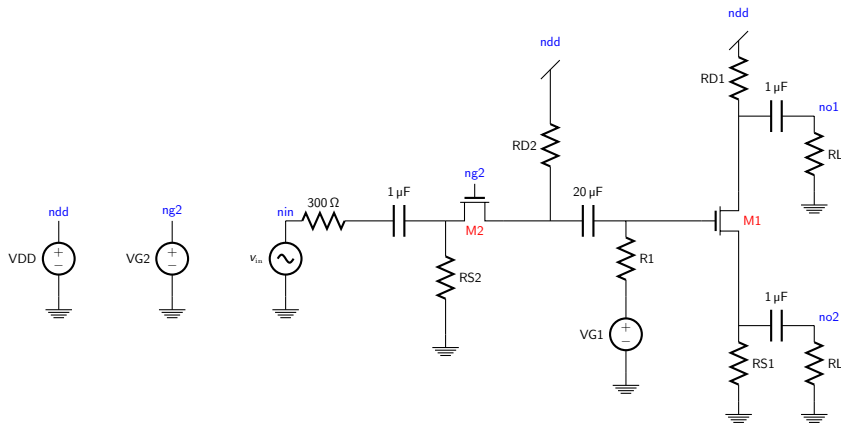 ndd
ndd
1 µF
RD1
no1
RL
RD2
ng2
300 Ω
1 µF
20 µF
ndd
ng2
nin
M2
M1
VDD
+
−
VG2
+
−
vin
RS2
R1
VG1
+
−
1 µF
no2
RS1
RL